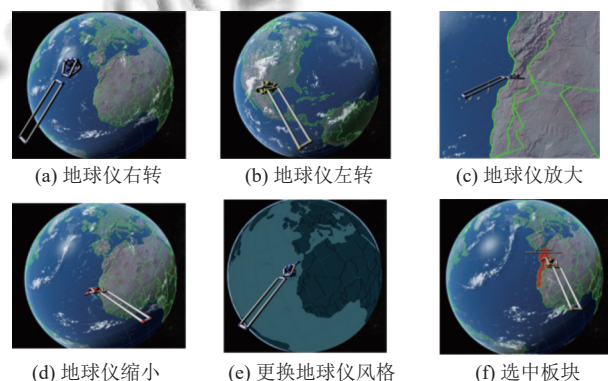 (a) 地球仪右转
(b) 地球仪左转
(c) 地球仪放大
(d) 地球仪缩小
(e) 更换地球仪风格
(f) 选中板块